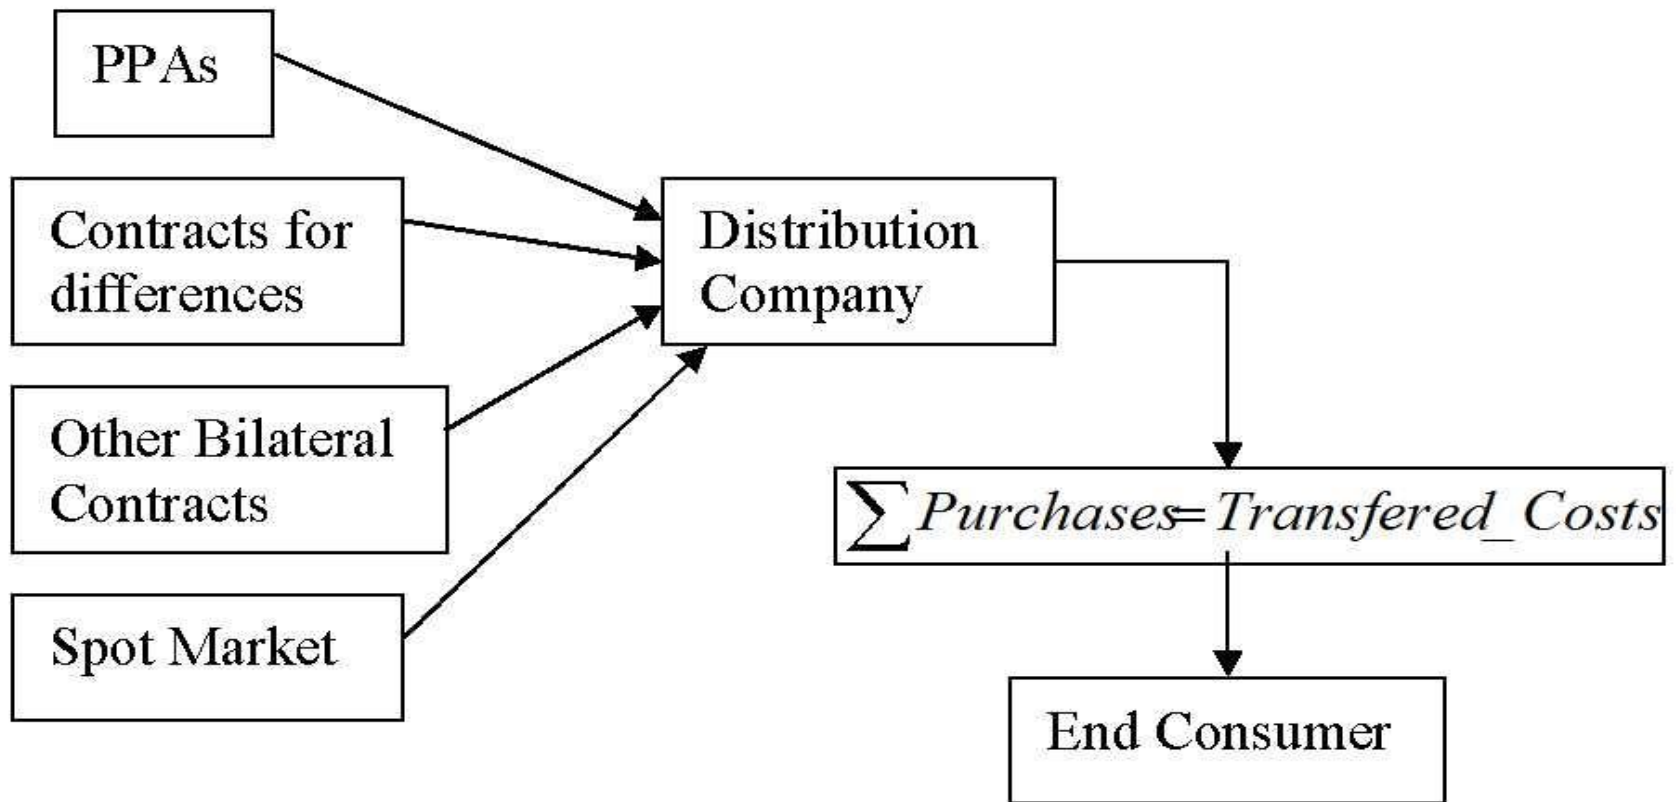 PPAs
Contracts for
differences
Other Bilateral
Contracts
Spot Market
Distribution
Company
∑Purchases=Transfered_Costs
End Consumer